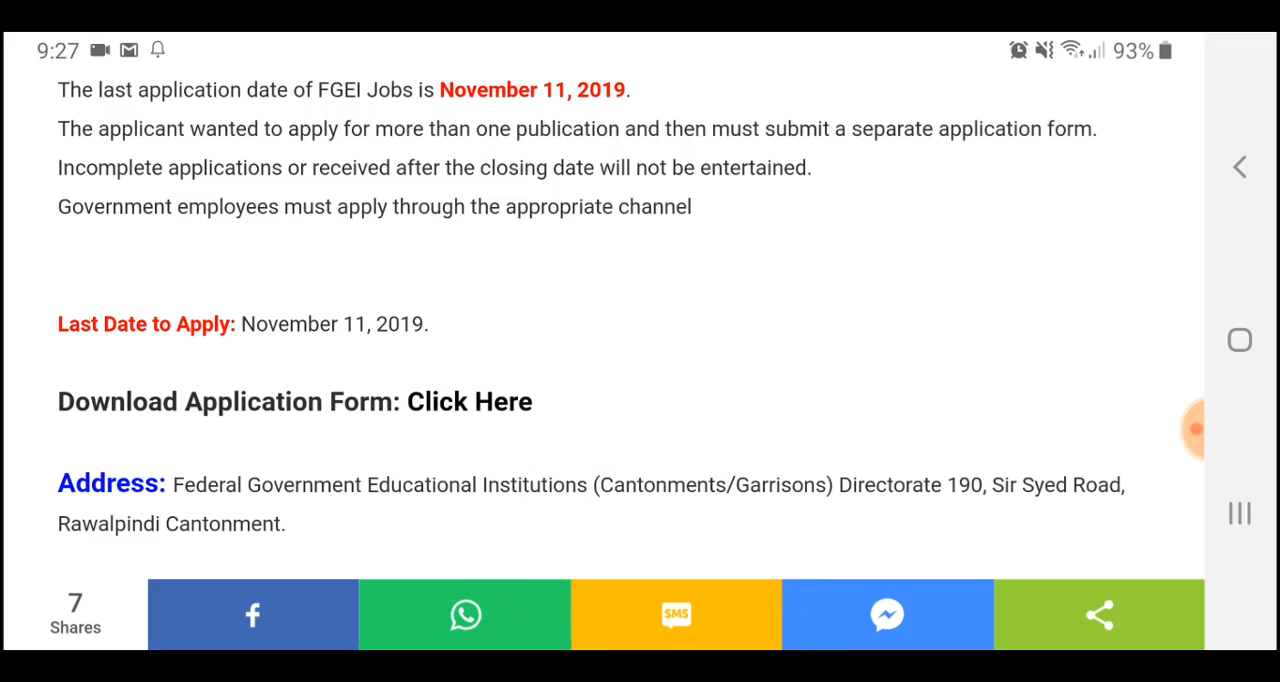 9:27
93%
The last application date of FGEI Jobs is November 11, 2019.
The applicant wanted to apply for more than one publication and then must submit a separate application form.
Incomplete applications or received after the closing date will not be entertained.
Government employees must apply through the appropriate channel
Last Date to Apply: November 11, 2019.
Download Application Form: Click Here
Address: Federal Government Educational Institutions (Cantonments/Garrisons) Directorate 190, Sir Syed Road,
Rawalpindi Cantonment.
7
Shares
SMS